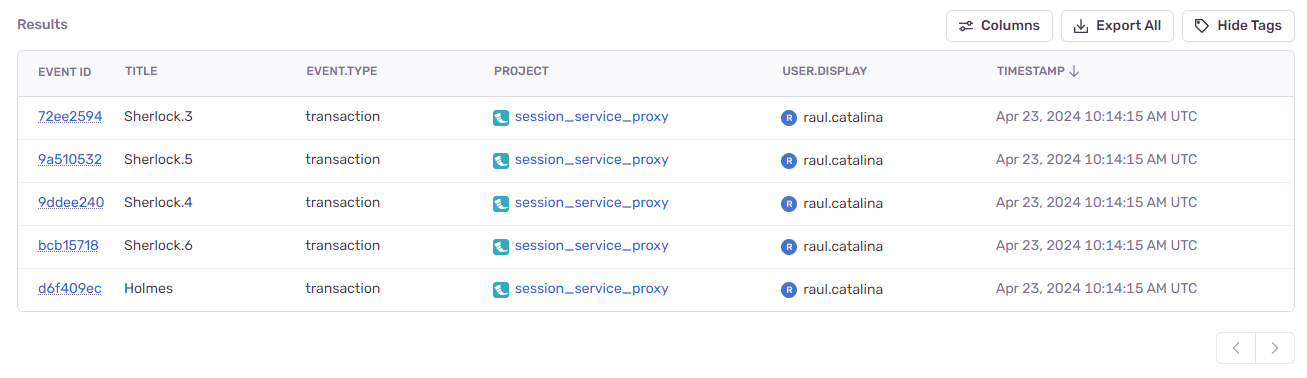 Results
Columns
Export All
Hide Tags
EVENT ID TITLE EVENT.TYPE PROJECT USER.DISPLAY TIMESTAMP
72ee2594 Sherlock.3 transaction session_service_proxy R raul.catalina Apr 23, 2024 10:14:15 AM UTC
9a510532 Sherlock.5 transaction session_service_proxy R raul.catalina Apr 23, 2024 10:14:15 AM UTC
9ddee240 Sherlock.4 transaction session_service_proxy R raul.catalina Apr 23, 2024 10:14:15 AM UTC
bcb15718 Sherlock.6 transaction session_service_proxy R raul.catalina Apr 23, 2024 10:14:15 AM UTC
d6f409ec Holmes transaction session_service_proxy R raul.catalina Apr 23, 2024 10:14:15 AM UTC